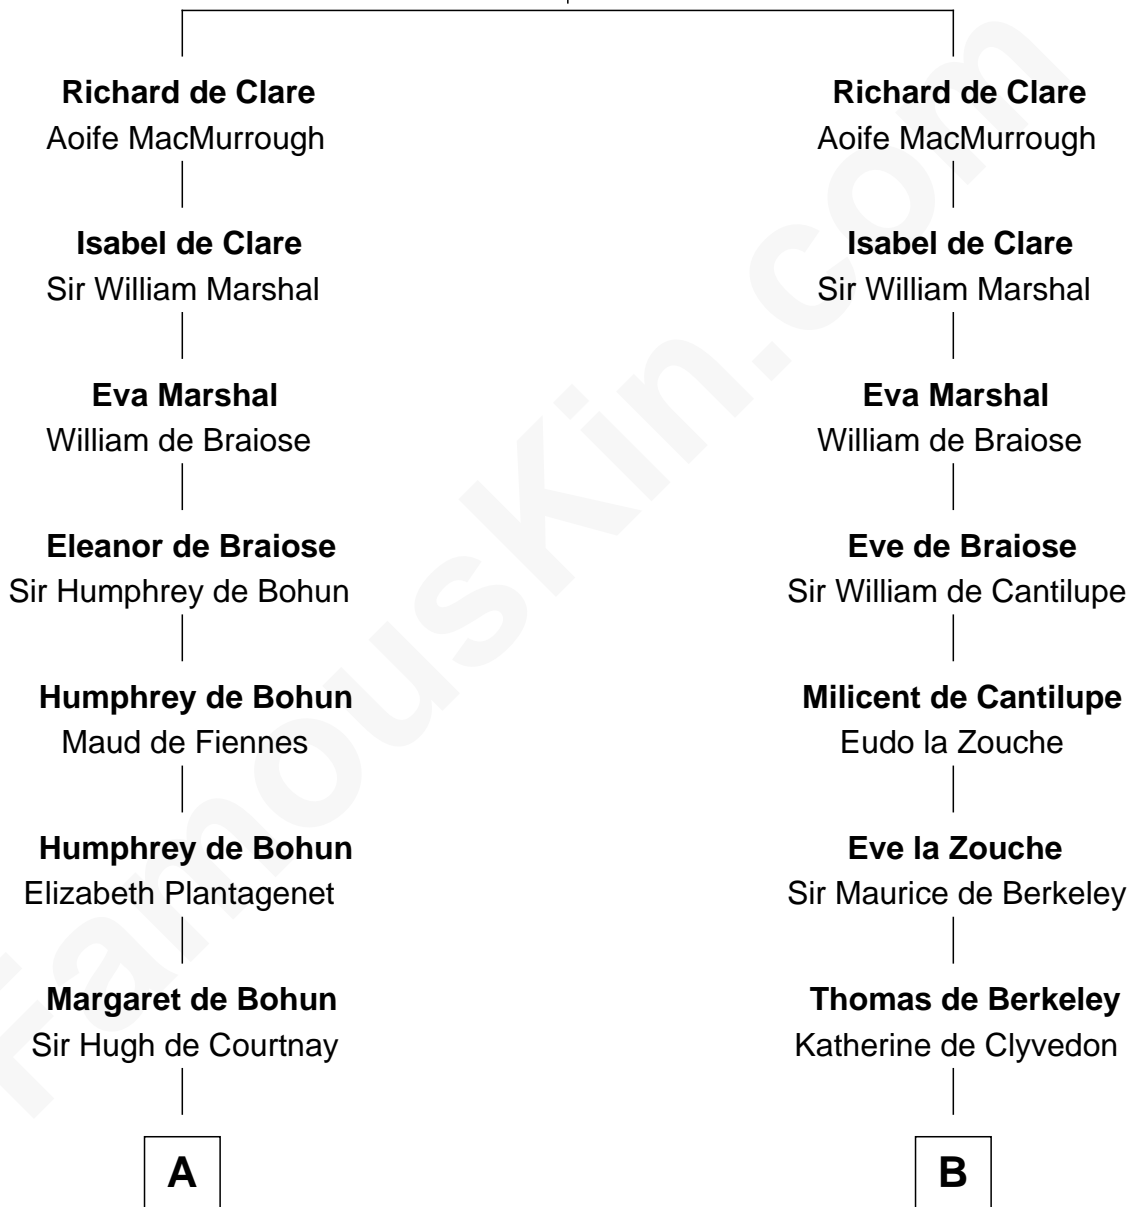 Richard de Clare
Aoife MacMurrough
Isabel de Clare
Sir William Marshal
Eva Marshal
William de Braiose
Eleanor de Braiose
Sir Humphrey de Bohun
Humphrey de Bohun
Maud de Fiennes
Humphrey de Bohun
Elizabeth Plantagenet
Margaret de Bohun
Sir Hugh de Courtnay
A
Richard de Clare
Aoife MacMurrough
Isabel de Clare
Sir William Marshal
Eva Marshal
William de Braiose
Eve de Braiose
Sir William de Cantilupe
Milicent de Cantilupe
Eudo la Zouche
Eve la Zouche
Sir Maurice de Berkeley
Thomas de Berkeley
Katherine de Clyvedon
B
FamousKin.com